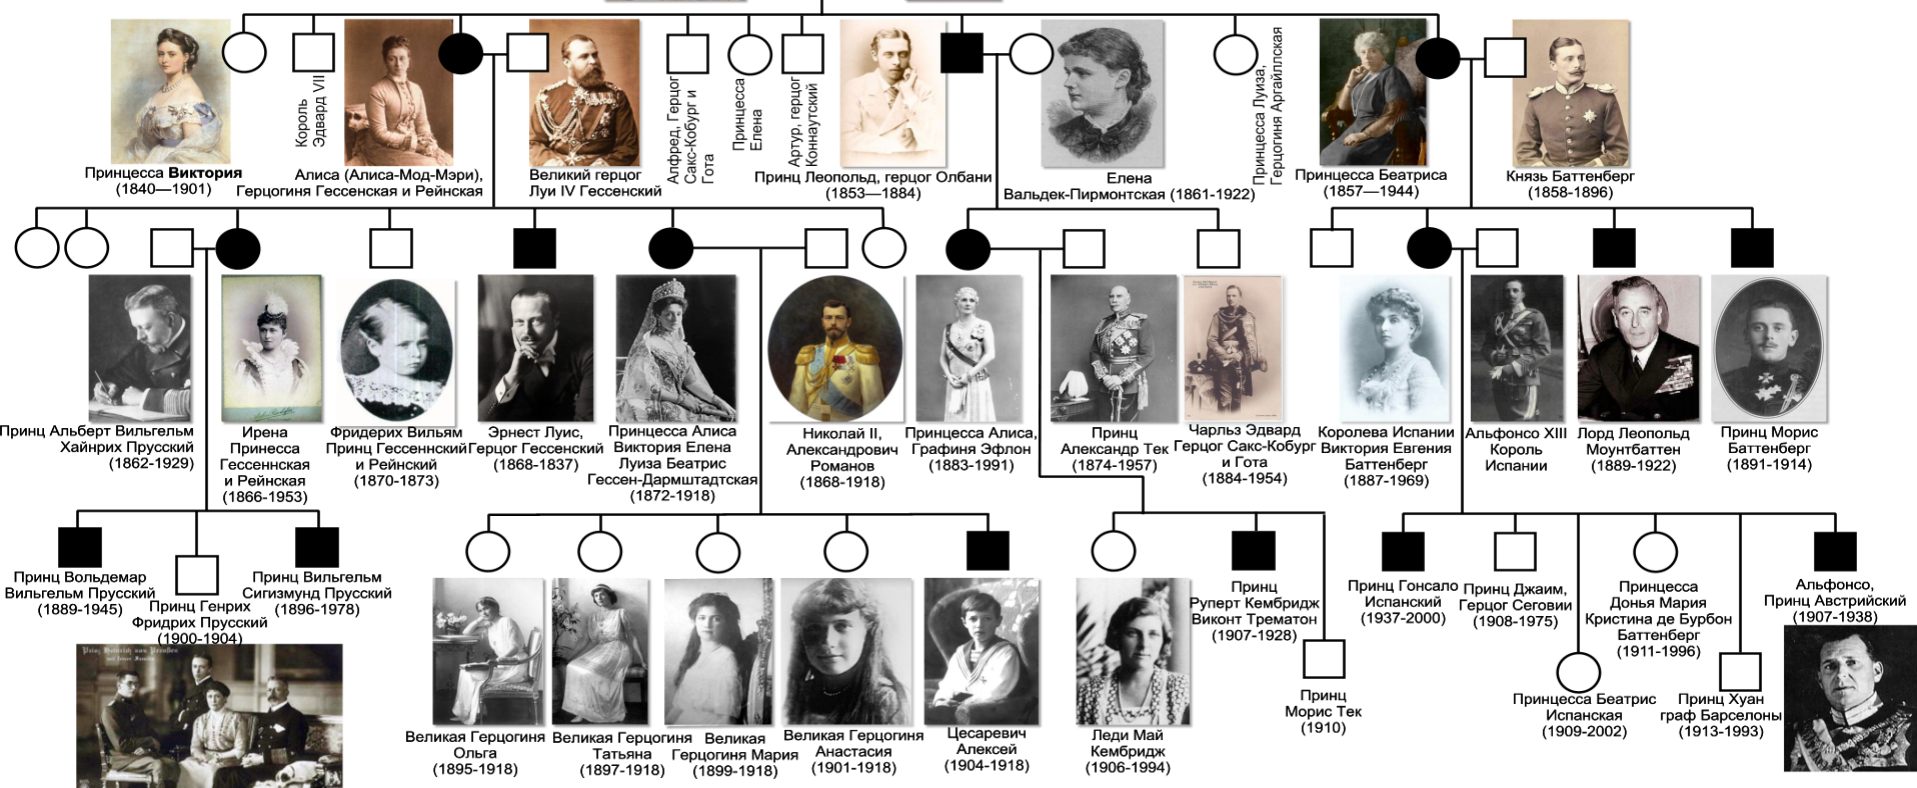 Принцесса Виктория
(1840—1901)
Король
Эдвард VII
Алиса (Алиса-Мод-Мэри),
Герцогиня Гессенская и Рейнская
Великий герцог
Луи IV Гессенский
Алфред, Герцог
Сакс-Кобург и
Гота
Принцесса
Елена
Артур, герцог
Коннаутский
Принц Леопольд, герцог Олбани
(1853—1884)
Елена
Вальдек-Пирмонтская (1861-1922)
Принцесса Луиза,
Герцогиня Аргайллская
Принцесса Беатриса
(1857—1944)
Князь Баттенберг
(1858-1896)
Принц Альберт Вильгельм
Хайнрих Прусский
(1862-1929)
Ирена
Принесса
Гессеннская
и Рейнская
(1866-1953)
Фридерих Вильям
Принц Гессеннский
и Рейнский
(1870-1873)
Эрнест Луис,
Герцог Гессенский
(1868-1837)
Принцесса Алиса
Виктория Елена
Луиза Беатрис
Гессен-Дармштадтская
(1872-1918)
Николай II,
Александрович
Романов
(1868-1918)
Принцесса Алиса,
Графиня Эфлон
(1883-1991)
Принц
Александр Тек
(1874-1957)
Чарльз Эдвард
Герцог Сакс-Кобург
и Гота
(1884-1954)
Королева Испании
Виктория Евгения
Баттенберг
(1887-1969)
Альфонсо XIII
Король
Испании
Лорд Леопольд
Моунтбаттен
(1889-1922)
Принц Морис
Баттенберг
(1891-1914)
Принц Вольдемар
Вильгельм Прусский
(1889-1945)
Принц Генрих
Фридрих Прусский
(1900-1904)
Принц Вильгельм
Сигизмунд Прусский
(1896-1978)
Prinz Heinrich von Preußen
mit seiner Familie
Великая Герцогиня
Ольга
(1895-1918)
Великая Герцогиня
Татьяна
(1897-1918)
Великая
Герцогиня Мария
(1899-1918)
Великая Герцогиня
Анастасия
(1901-1918)
Цесаревич
Алексей
(1904-1918)
Леди Май
Кембридж
(1906-1994)
Принц
Руперт Кембридж
Виконт Трематон
(1907-1928)
Принц
Морис Тек
(1910)
Принц Гонсало
Испанский
(1937-2000)
Принц Джаим,
Герцог Сеговии
(1908-1975)
Принцесса Беатрис
Испанская
(1909-2002)
Принцесса
Донья Мария
Кристина де Бурбон
Баттенберг
(1911-1996)
Принц Хуан
граф Барселоны
(1913-1993)
Альфонсо,
Принц Австрийский
(1907-1938)